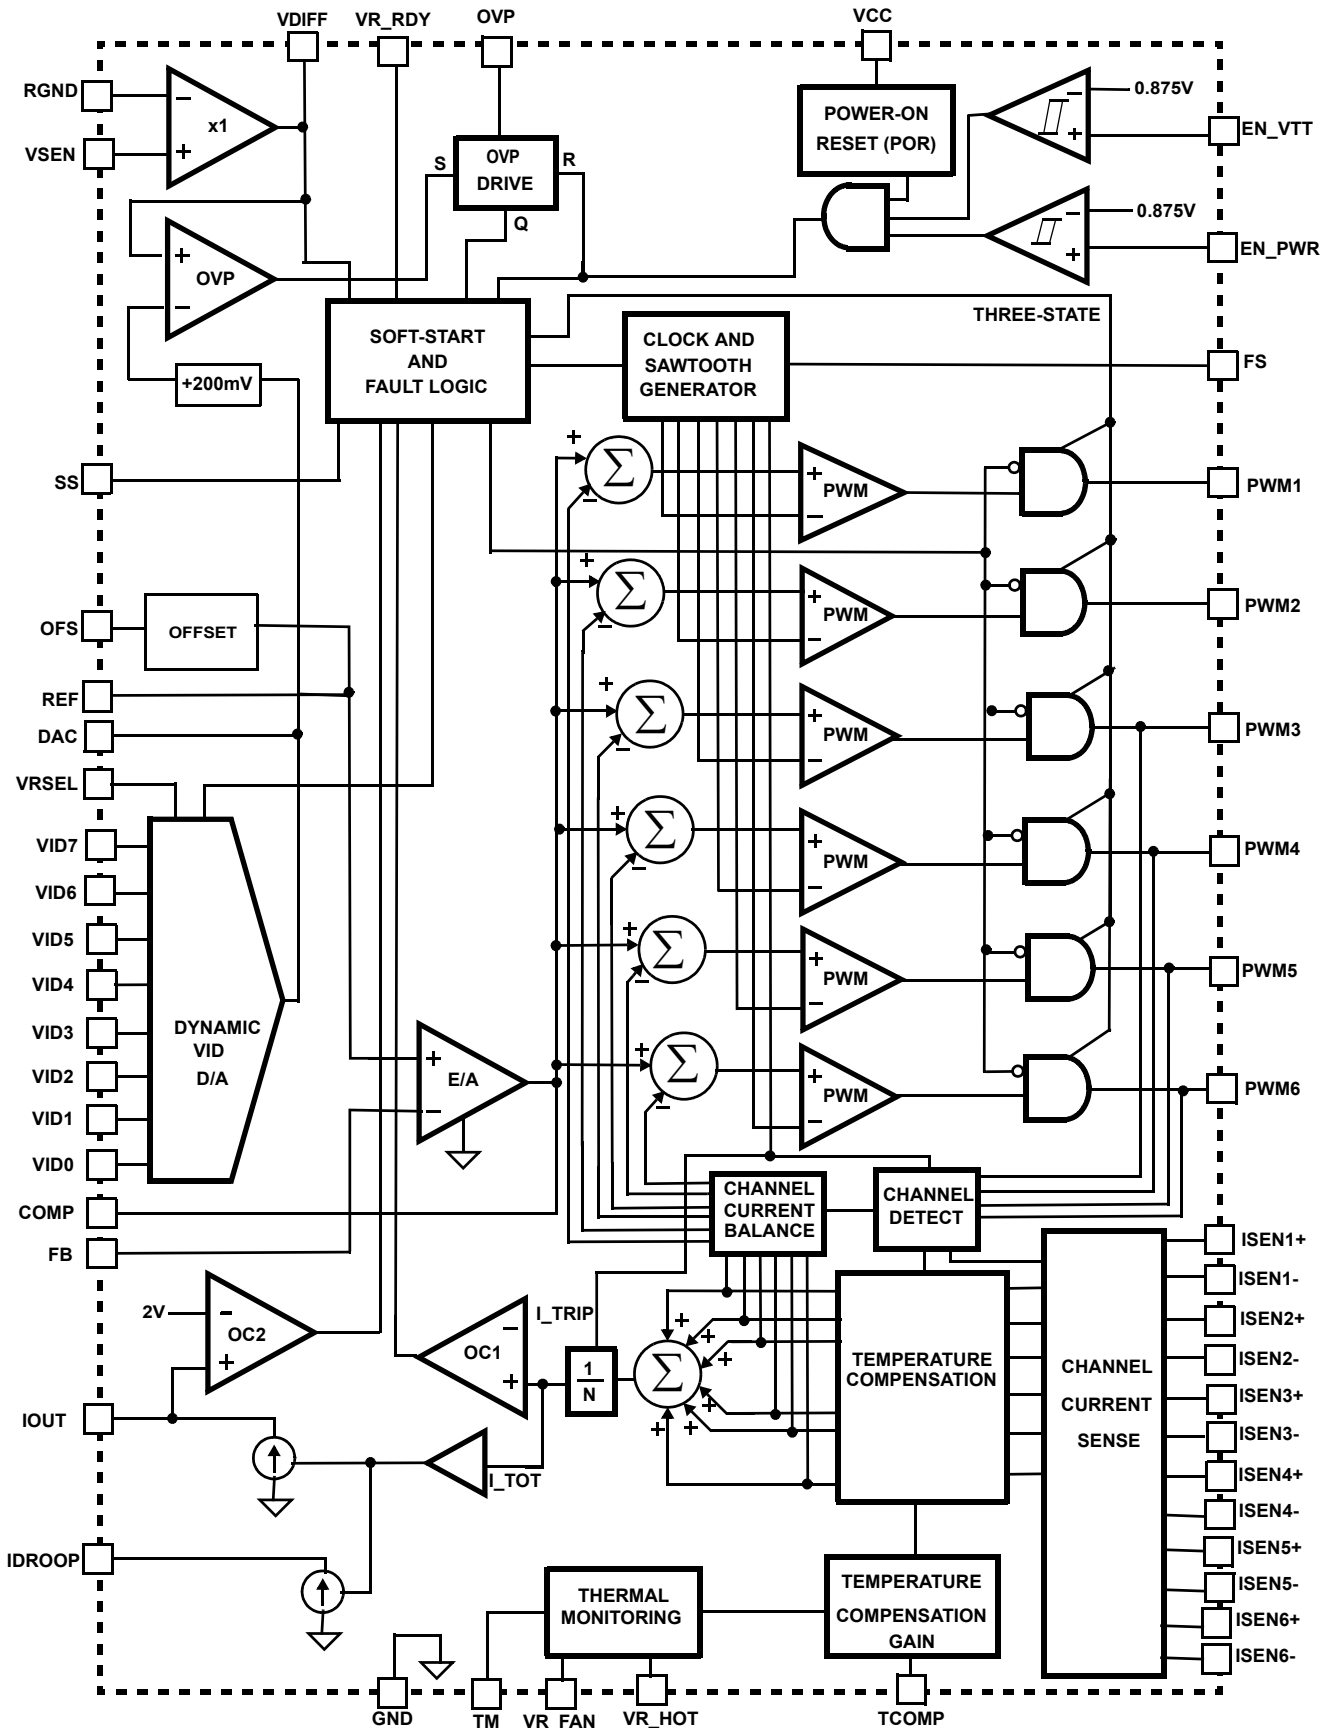 VDIFF
VR_RDY
OVP
VCC
RGND
VSEN
−
x1
+
S
OVP
DRIVE
R
Q
POWER-ON
RESET (POR)
−
+
0.875V
EN_VTT
−
+
0.875V
EN_PWR
+
OVP
−
+200mV
SOFT-START
AND
FAULT LOGIC
CLOCK AND
SAWTOOTH
GENERATOR
THREE-STATE
FS
SS
+
−
Σ
+
PWM
−
PWM1
+
−
Σ
+
PWM
−
PWM2
OFS
OFFSET
REF
DAC
VRSEL
+
−
Σ
+
PWM
−
PWM3
+
−
Σ
+
PWM
−
PWM4
+
−
Σ
+
PWM
−
PWM5
+
−
Σ
+
PWM
−
PWM6
VID7
VID6
VID5
VID4
VID3
VID2
VID1
VID0
DYNAMIC
VID
D/A
+
E/A
−
COMP
FB
CHANNEL
CURRENT
BALANCE
CHANNEL
DETECT
2V
−
OC2
+
I_TRIP
−
OC1
+
1
N
Σ
+
+
+
+
+
+
TEMPERATURE
COMPENSATION
CHANNEL
CURRENT
SENSE
ISEN1+
ISEN1-
ISEN2+
ISEN2-
ISEN3+
ISEN3-
ISEN4+
ISEN4-
ISEN5+
ISEN5-
ISEN6+
ISEN6-
IOUT
I_TOT
IDROOP
THERMAL
MONITORING
TEMPERATURE
COMPENSATION
GAIN
GND
TM
VR_FAN
VR_HOT
TCOMP